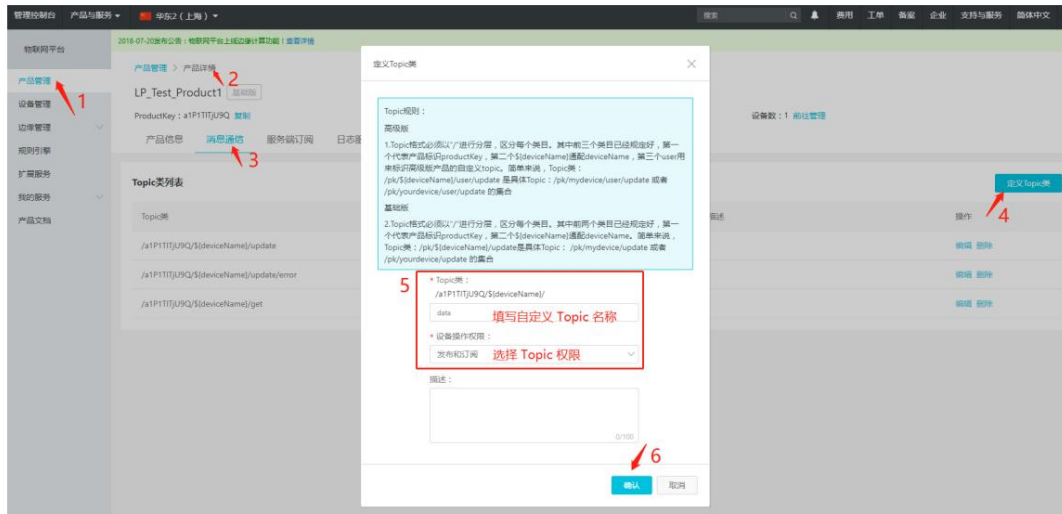 管理控制台 产品与服务 华东2（上海） 搜索 费用 工单 备案 企业 支持与服务 简体中文
物联网平台
2018-07-20发布公告：物联网平台上线边缘计算功能！查看详情
产品管理
设备管理
边缘管理
规则引擎
扩展服务
我的服务
产品文档
1
产品管理 > 产品详情
2
LP_Test_Product1 基础版
ProductKey：a1P1TITjU9Q 复制
设备数：1 前往管理
产品信息 消息通信 服务端订阅
3
Topic类列表
定义Topic类
4
Topic类
描述
操作
/a1P1TITjU9Q/${deviceName}/update
编辑 删除
/a1P1TITjU9Q/${deviceName}/update/error
编辑 删除
/a1P1TITjU9Q/${deviceName}/get
编辑 删除
定义Topic类
Topic规则：
高级版
1.Topic格式必须以"/"进行分层，区分每个类目。其中前三个类目已经规定好，第一
个代表产品标识productKey，第二个${deviceName}通配deviceName，第三个user用
来标识高级版产品的自定义topic。简单来说，Topic类：
/pk/${deviceName}/user/update 是具体Topic：/pk/mydevice/user/update 或者
/pk/yourdevice/user/update 的集合
基础版
2.Topic格式必须以"/"进行分层，区分每个类目。其中前两个类目已经规定好，第一
个代表产品标识productKey，第二个${deviceName}通配deviceName。简单来说，
Topic类：/pk/${deviceName}/update是具体Topic： /pk/mydevice/update 或者
/pk/yourdevice/update 的集合
5
* Topic类：
/a1P1TITjU9Q/${deviceName}/
data 填写自定义 Topic 名称
* 设备操作权限：
发布和订阅 选择 Topic 权限
描述：
0/100
6
确认 取消